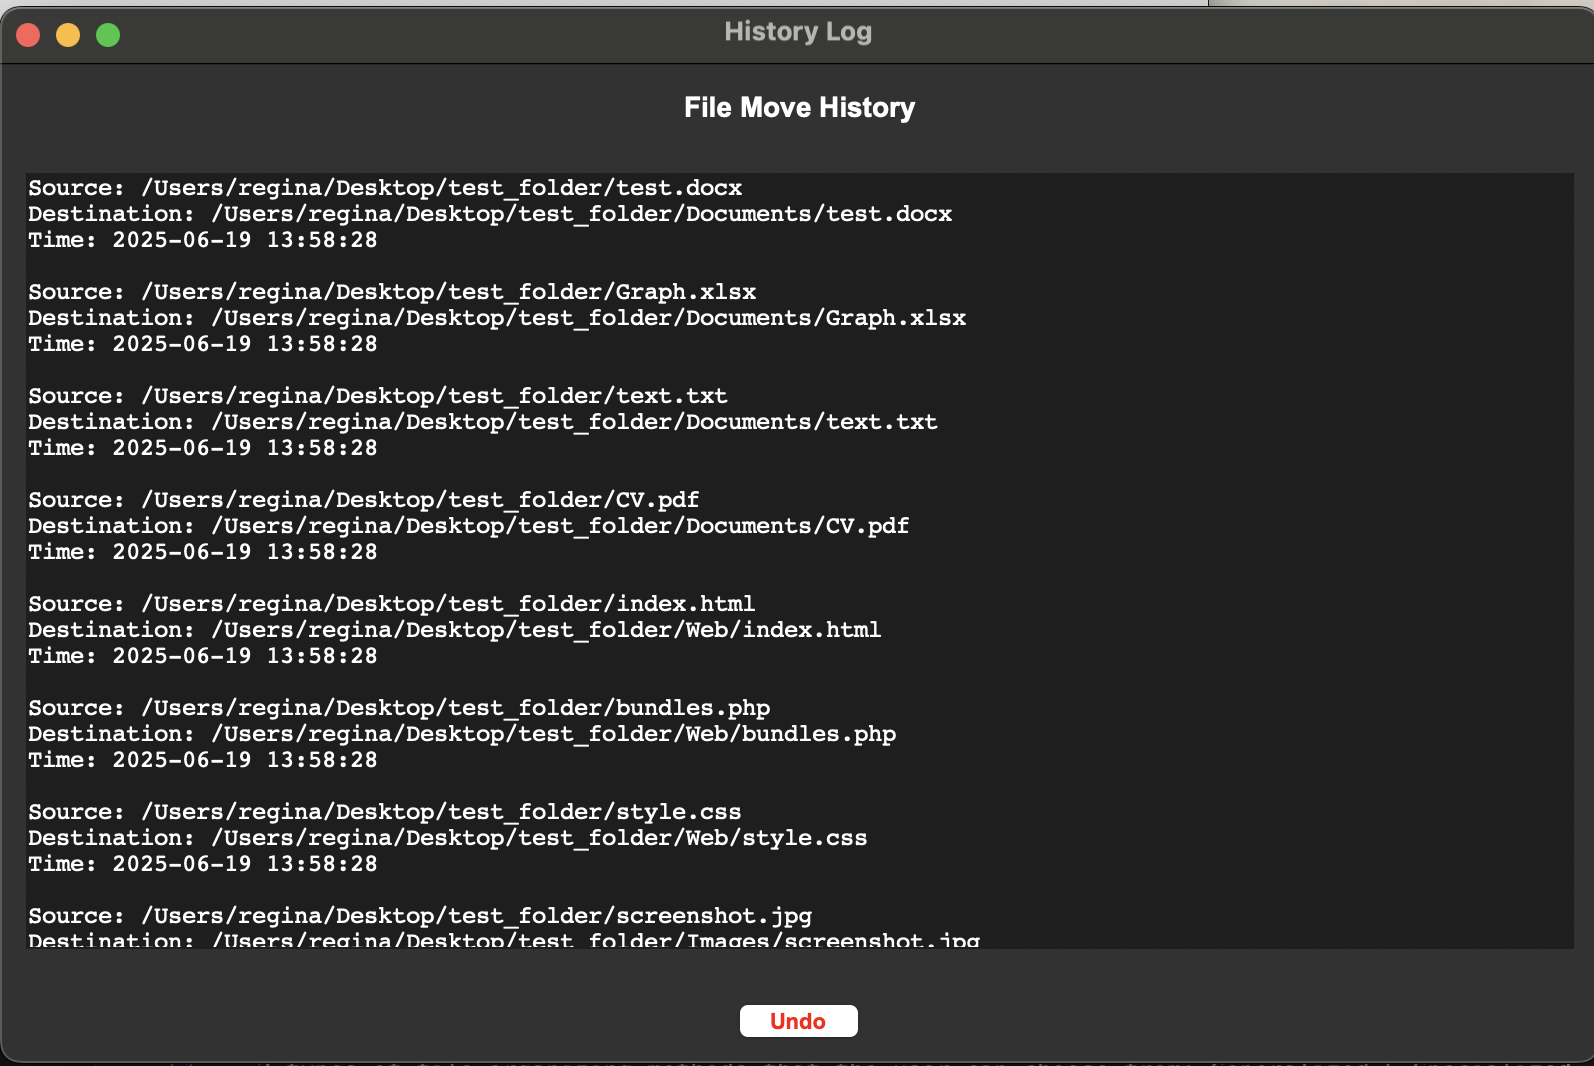 History Log
File Move History
Source: /Users/regina/Desktop/test_folder/test.docx
Destination: /Users/regina/Desktop/test_folder/Documents/test.docx
Time: 2025-06-19 13:58:28
Source: /Users/regina/Desktop/test_folder/Graph.xlsx
Destination: /Users/regina/Desktop/test_folder/Documents/Graph.xlsx
Time: 2025-06-19 13:58:28
Source: /Users/regina/Desktop/test_folder/text.txt
Destination: /Users/regina/Desktop/test_folder/Documents/text.txt
Time: 2025-06-19 13:58:28
Source: /Users/regina/Desktop/test_folder/CV.pdf
Destination: /Users/regina/Desktop/test_folder/Documents/CV.pdf
Time: 2025-06-19 13:58:28
Source: /Users/regina/Desktop/test_folder/index.html
Destination: /Users/regina/Desktop/test_folder/Web/index.html
Time: 2025-06-19 13:58:28
Source: /Users/regina/Desktop/test_folder/bundles.php
Destination: /Users/regina/Desktop/test_folder/Web/bundles.php
Time: 2025-06-19 13:58:28
Source: /Users/regina/Desktop/test_folder/style.css
Destination: /Users/regina/Desktop/test_folder/Web/style.css
Time: 2025-06-19 13:58:28
Source: /Users/regina/Desktop/test_folder/screenshot.jpg
Destination: /Users/regina/Desktop/test_folder/Images/screenshot.jpg
Undo